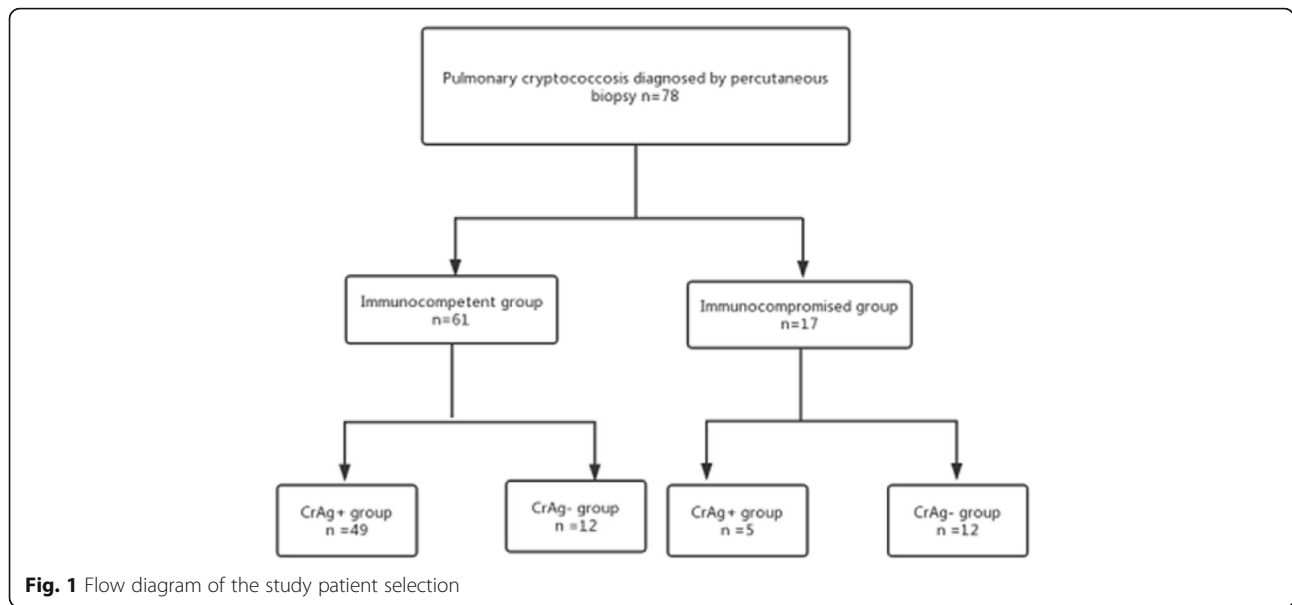 Pulmonary cryptococcosis diagnosed by percutaneous
biopsy n=78
Immunocompetent group
n=61
Immunocompromised group
n=17
CrAg+ group
n =49
CrAg- group
n =12
CrAg+ group
n =5
CrAg- group
n =12
Fig. 1 Flow diagram of the study patient selection